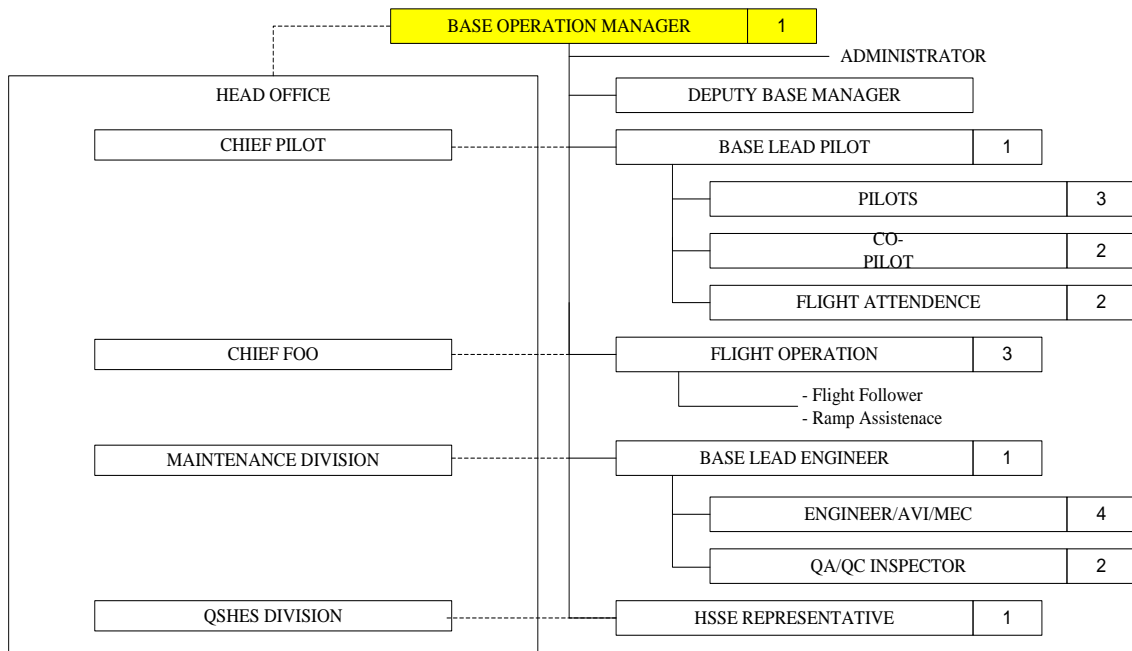 BASE OPERATION MANAGER 1
ADMINISTRATOR
HEAD OFFICE
DEPUTY BASE MANAGER
CHIEF PILOT
BASE LEAD PILOT 1
PILOTS 3
CO-
PILOT 2
FLIGHT ATTENDENCE 2
CHIEF FOO
FLIGHT OPERATION 3
- Flight Follower
- Ramp Assistenace
MAINTENANCE DIVISION
BASE LEAD ENGINEER 1
ENGINEER/AVI/MEC 4
QA/QC INSPECTOR 2
QSHES DIVISION
HSSE REPRESENTATIVE 1